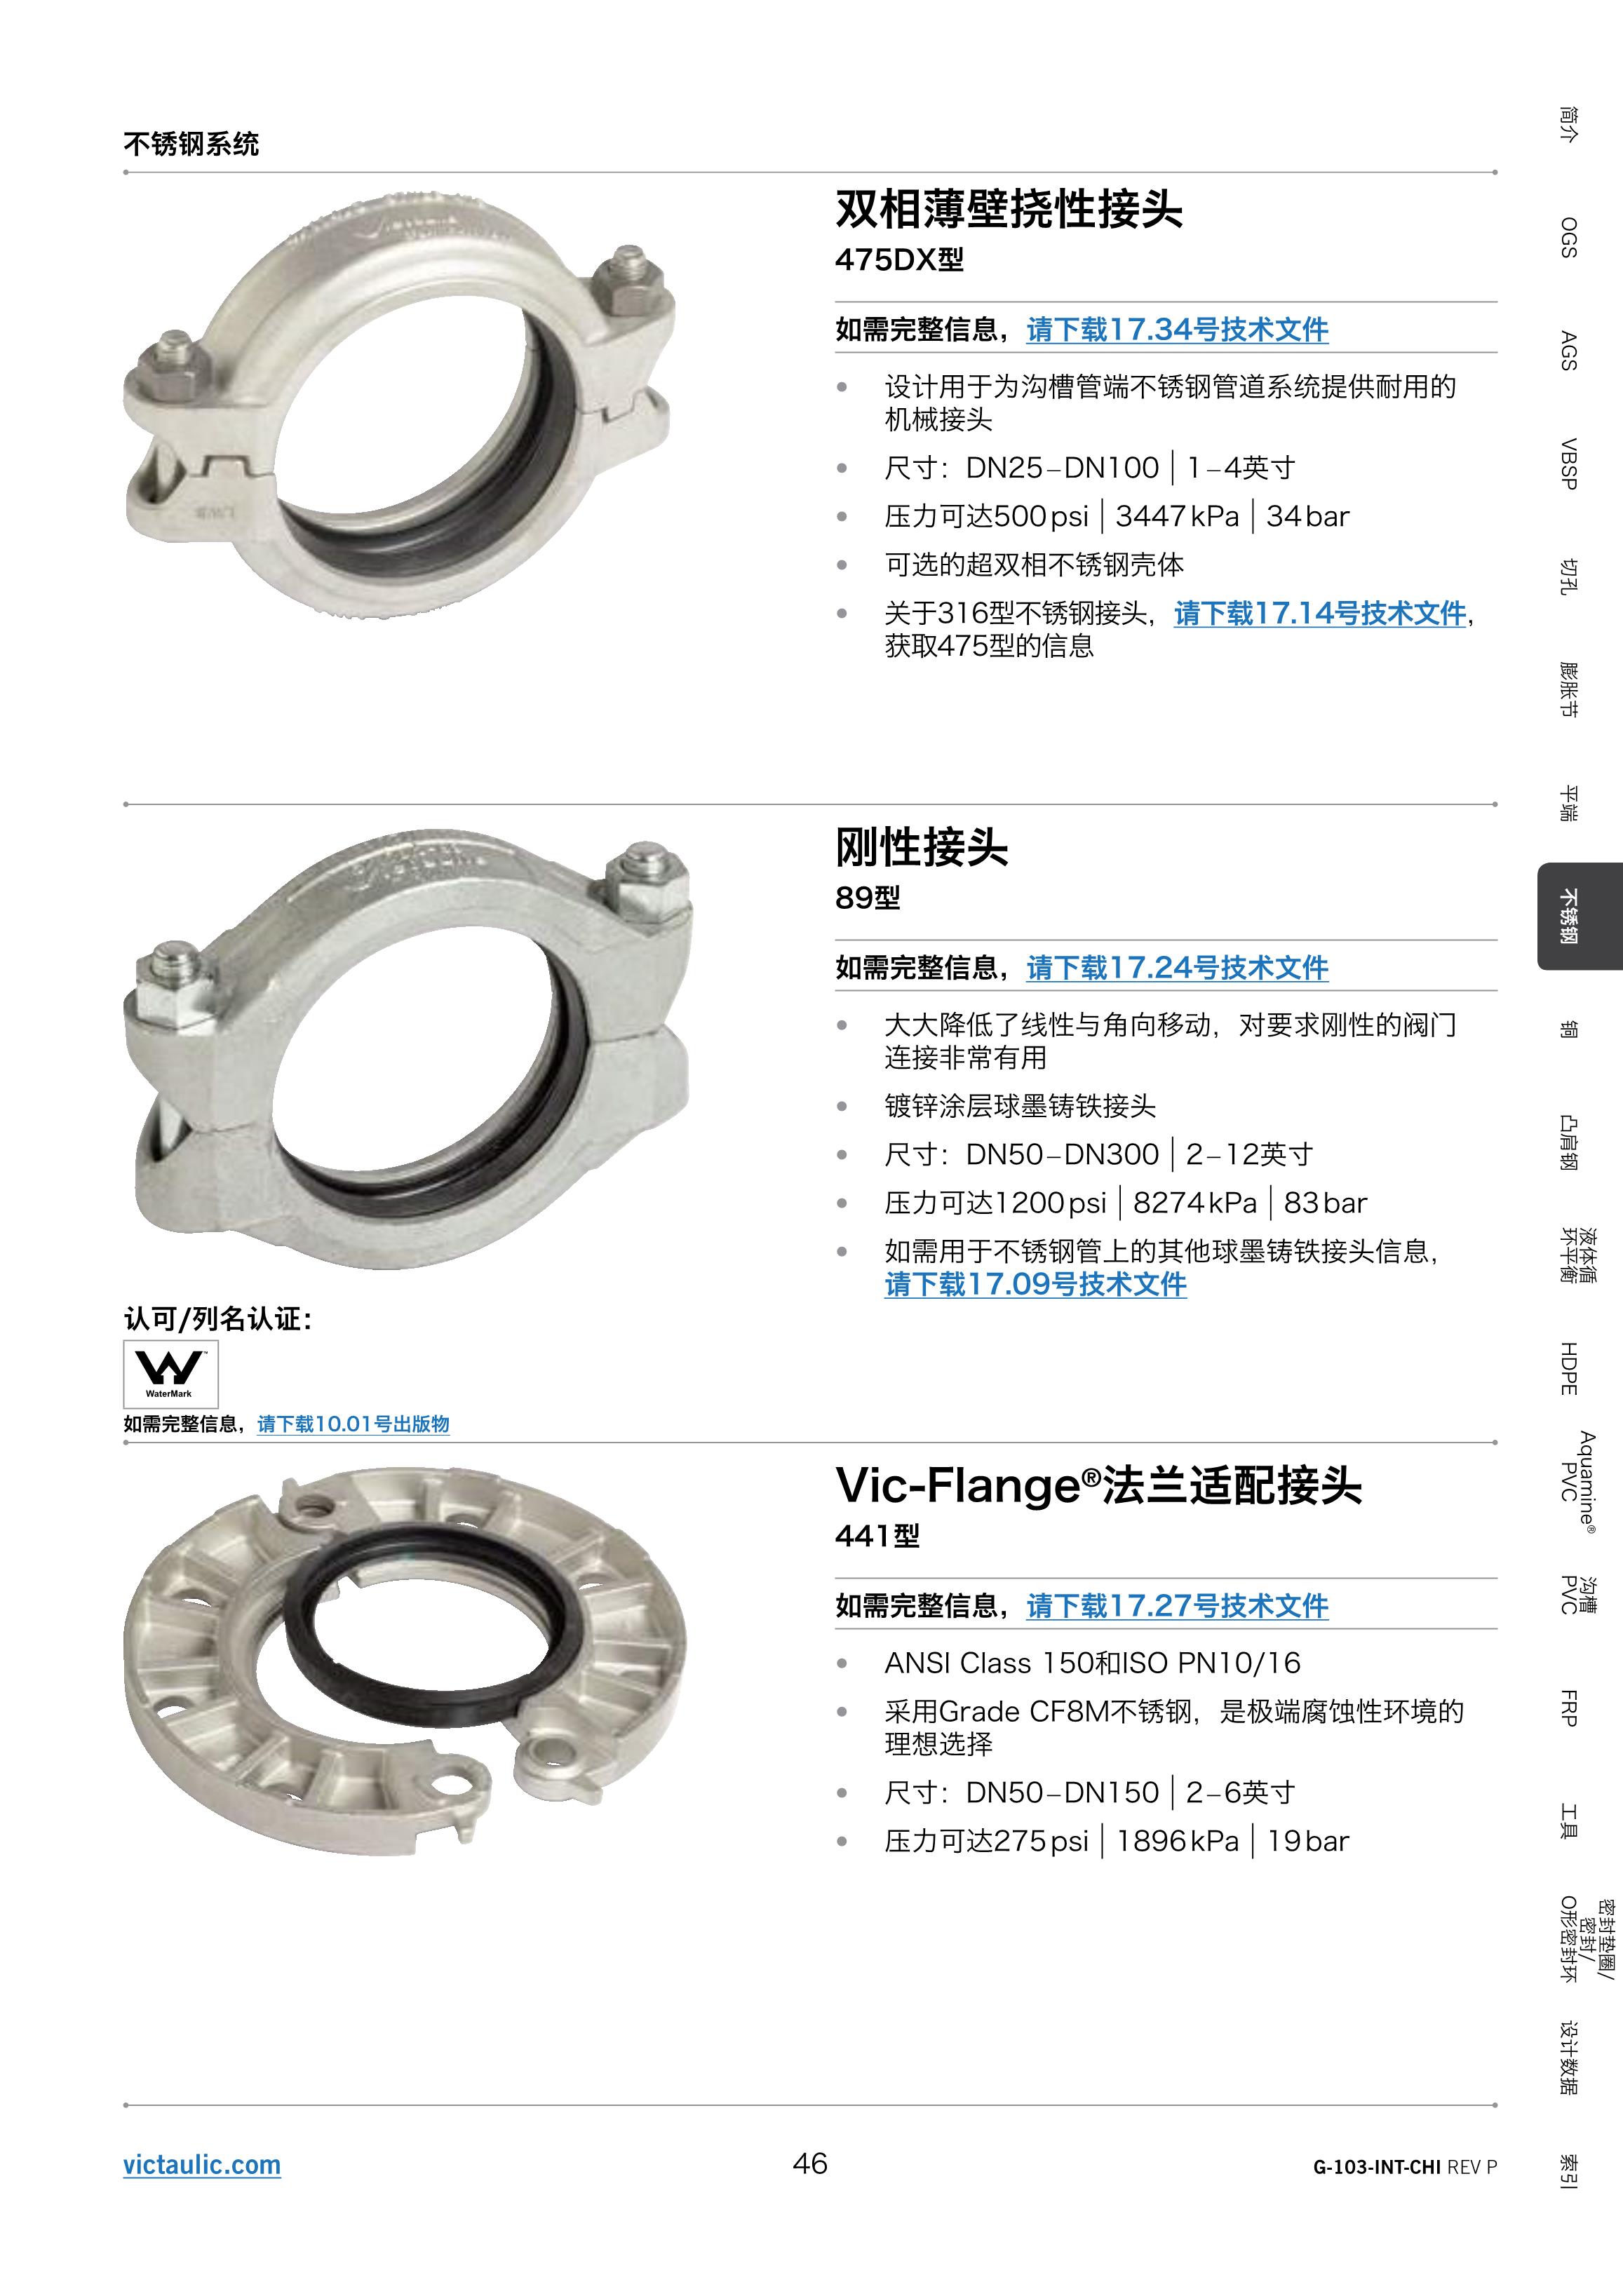 不锈钢系统
双相薄壁挠性接头
475DX型
如需完整信息，请下载17.34号技术文件
• 设计用于为沟槽管端不锈钢管道系统提供耐用的
机械接头
• 尺寸：DN25–DN100 | 1–4英寸
• 压力可达500psi | 3447kPa | 34bar
• 可选的超双相不锈钢壳体
• 关于316型不锈钢接头，请下载17.14号技术文件，
获取475型的信息
刚性接头
89型
如需完整信息，请下载17.24号技术文件
• 大大降低了线性与角向移动，对要求刚性的阀门
连接非常有用
• 镀锌涂层球墨铸铁接头
• 尺寸：DN50–DN300 | 2–12英寸
• 压力可达1200psi | 8274kPa | 83bar
• 如需用于不锈钢管上的其他球墨铸铁接头信息，
请下载17.09号技术文件
认可/列名认证：
WaterMark
如需完整信息，请下载10.01号出版物
Vic-Flange®法兰适配接头
441型
如需完整信息，请下载17.27号技术文件
• ANSI Class 150和ISO PN10/16
• 采用Grade CF8M不锈钢，是极端腐蚀性环境的
理想选择
• 尺寸：DN50–DN150 | 2–6英寸
• 压力可达275psi | 1896kPa | 19bar
victaulic.com
46
G-103-INT-CHI REV P
简介
OGS
AGS
VBSP
切孔
膨胀节
平端
不锈钢
铜
凸肩钢
液体循
环平衡
HDPE
Aquamine®
PVC
沟槽
PVC
FRP
工具
密封垫圈/
密封/
O形密封环
设计数据
索引